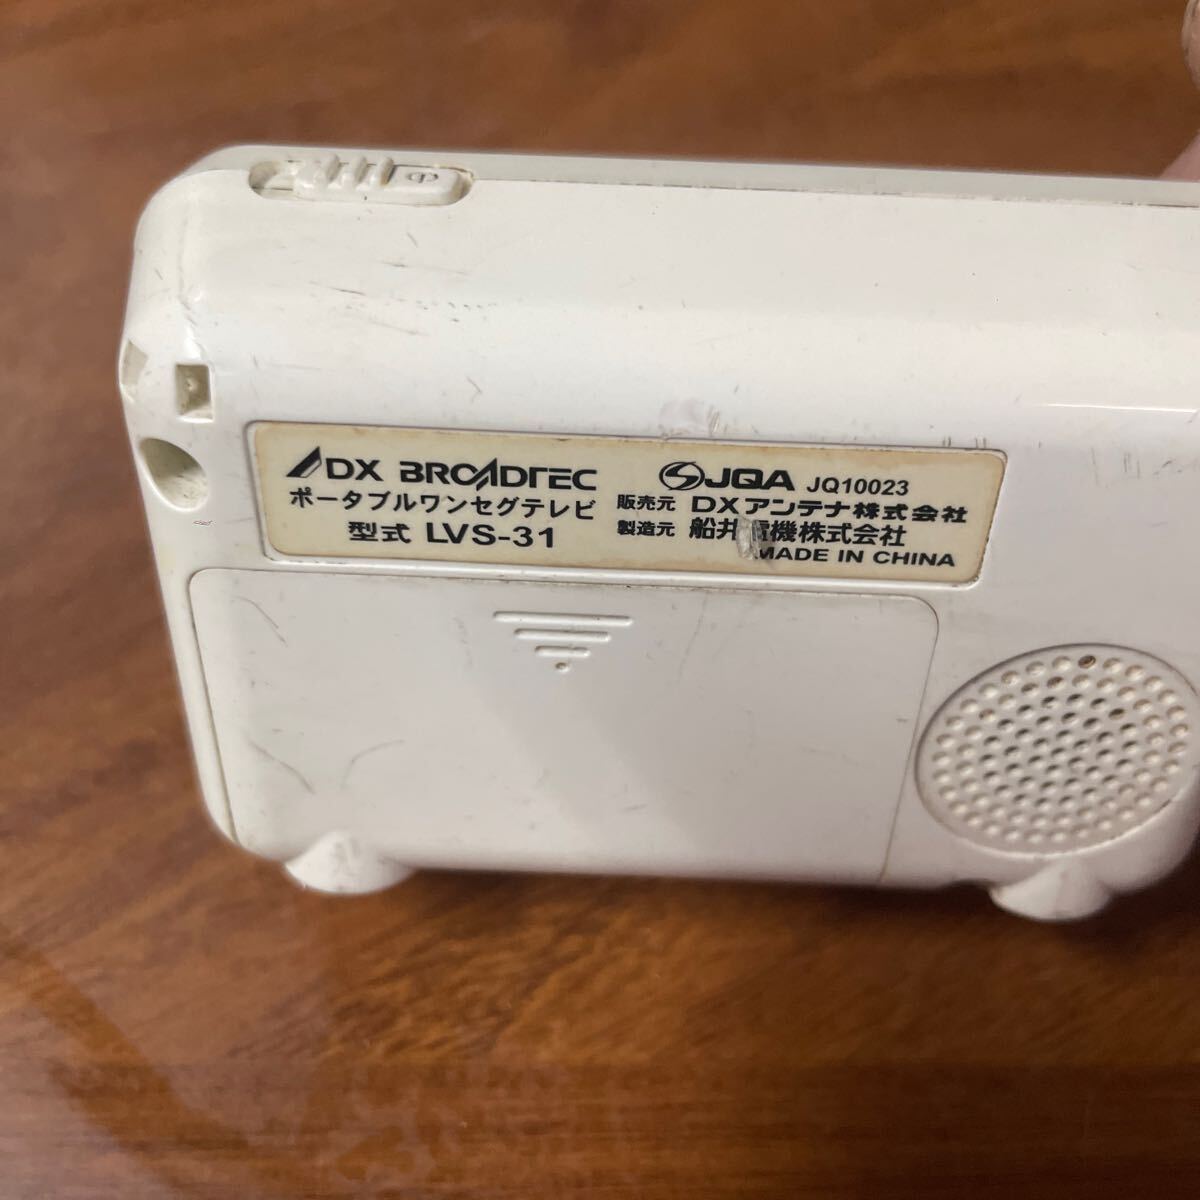 DX BROADTEC
ポータブルワンセグテレビ
型式 LVS-31
JQA JQ10023
販売元 DXアンテナ株式会社
製造元 船井電機株式会社
MADE IN CHINA